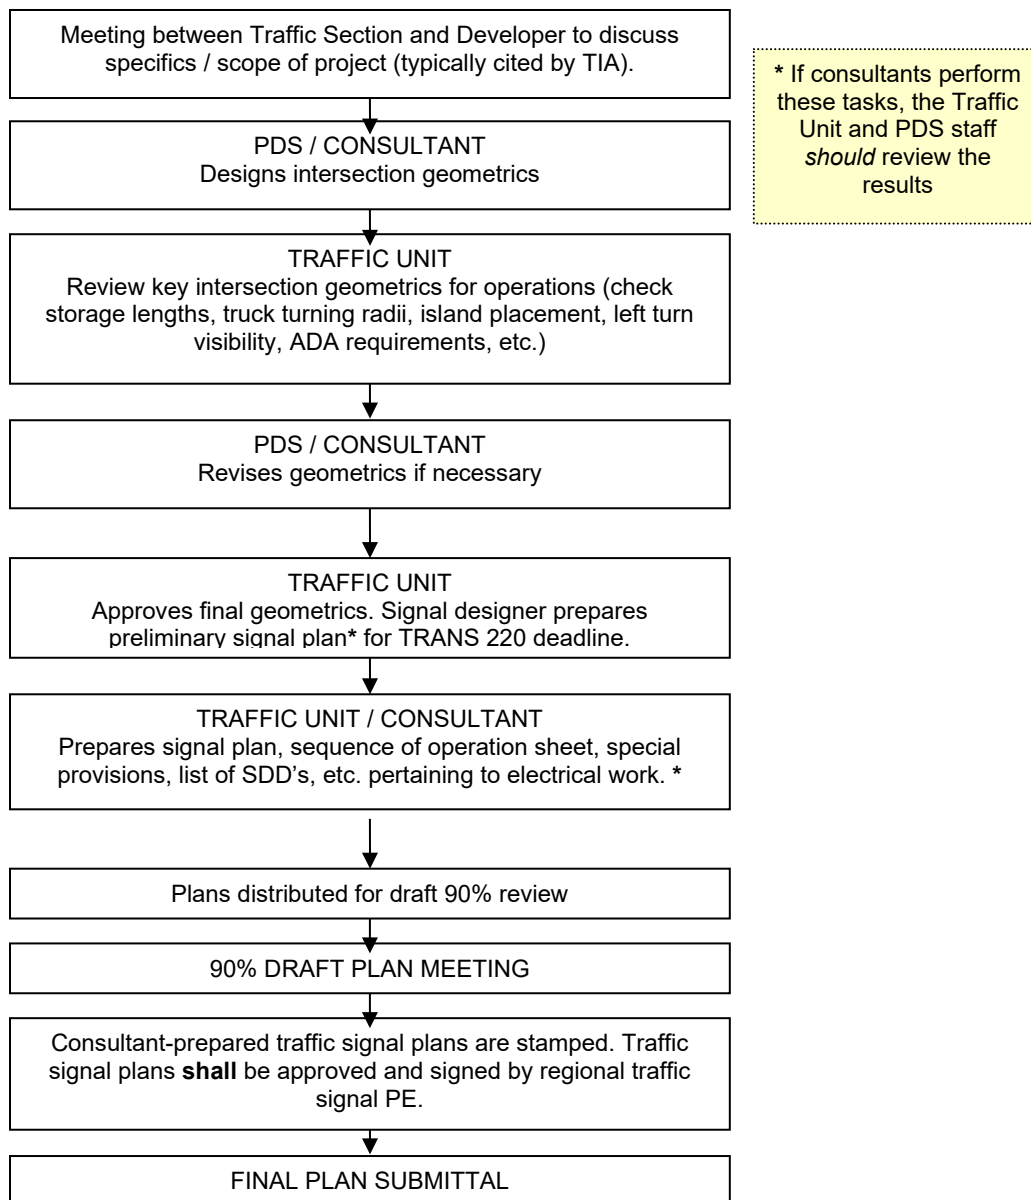 Meeting between Traffic Section and Developer to discuss
specifics / scope of project (typically cited by TIA).
* If consultants perform
these tasks, the Traffic
Unit and PDS staff
should review the
results
PDS / CONSULTANT
Designs intersection geometrics
TRAFFIC UNIT
Review key intersection geometrics for operations (check
storage lengths, truck turning radii, island placement, left turn
visibility, ADA requirements, etc.)
PDS / CONSULTANT
Revises geometrics if necessary
TRAFFIC UNIT
Approves final geometrics. Signal designer prepares
preliminary signal plan* for TRANS 220 deadline.
TRAFFIC UNIT / CONSULTANT
Prepares signal plan, sequence of operation sheet, special
provisions, list of SDD's, etc. pertaining to electrical work. *
Plans distributed for draft 90% review
90% DRAFT PLAN MEETING
Consultant-prepared traffic signal plans are stamped. Traffic
signal plans shall be approved and signed by regional traffic
signal PE.
FINAL PLAN SUBMITTAL